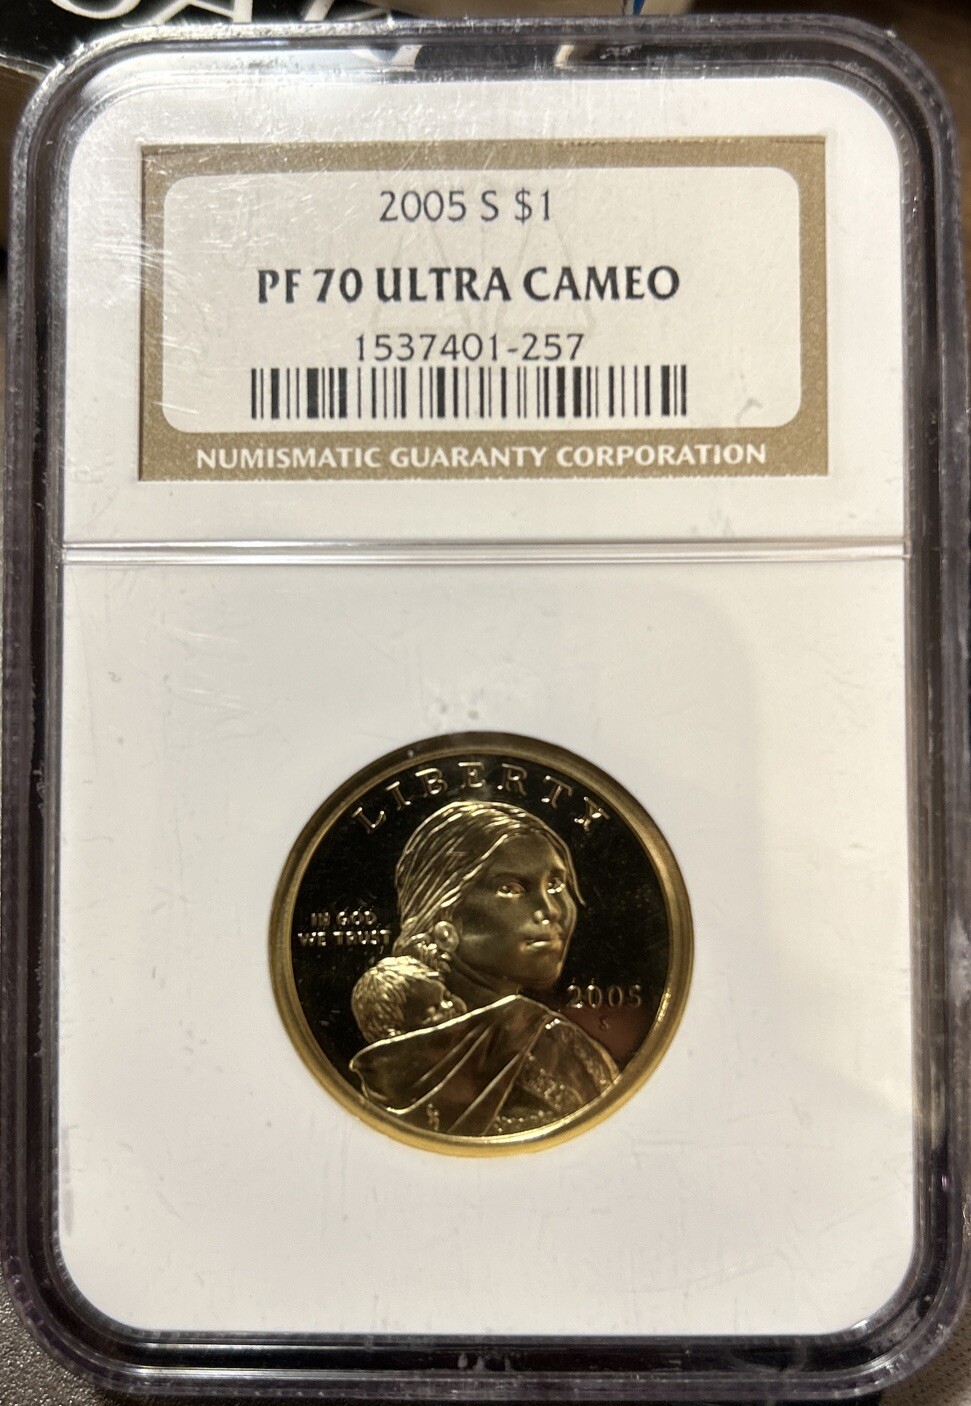 2005 S $1
PF 70 ULTRA CAMEO
1537401-257
NUMISMATIC GUARANTY CORPORATION
LIBERTY
IN GOD
WE TRUST
2005
S